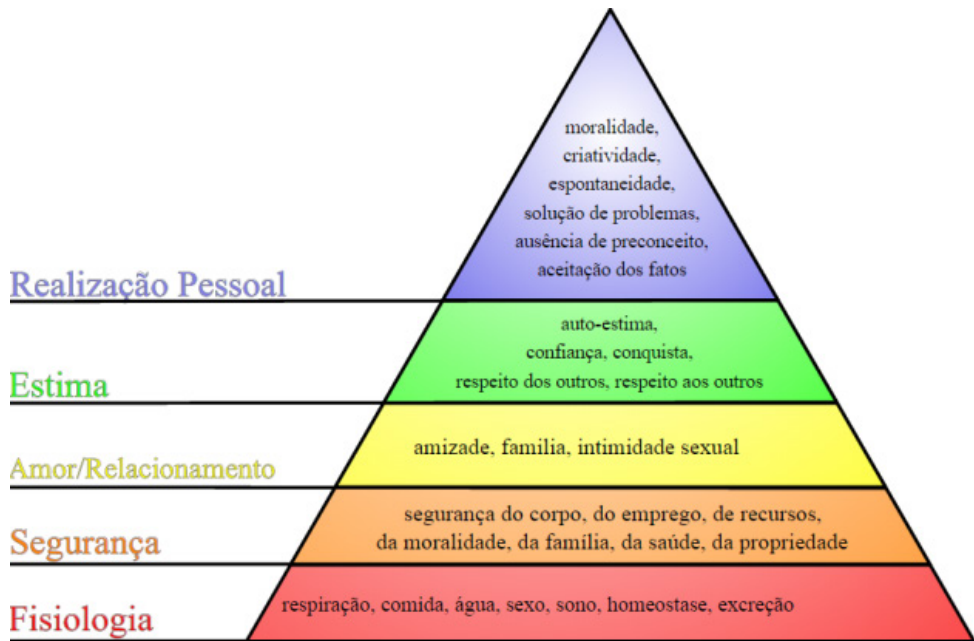 moralidade,
criatividade,
espontaneidade,
solução de problemas,
ausência de preconceito,
aceitação dos fatos
Realização Pessoal
auto-estima,
confiança, conquista,
respeito dos outros, respeito aos outros
Estima
amizade, família, intimidade sexual
Amor/Relacionamento
segurança do corpo, do emprego, de recursos,
da moralidade, da família, da saúde, da propriedade
Segurança
respiração, comida, água, sexo, sono, homeostase, excreção
Fisiologia